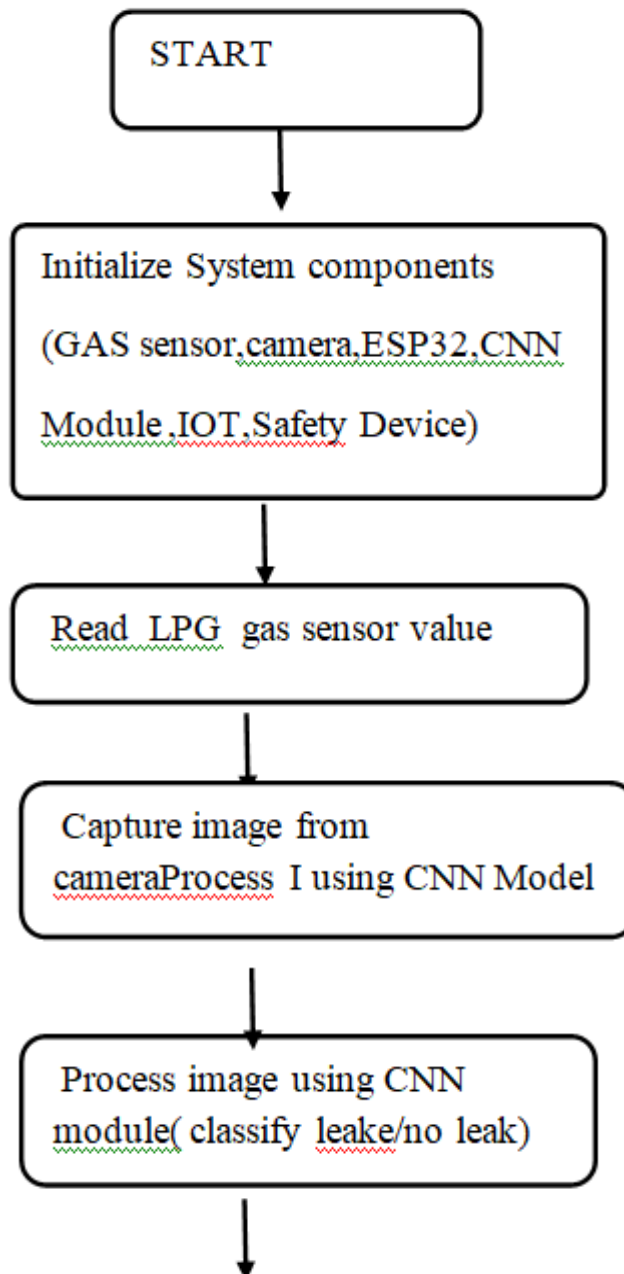 START
Initialize System components
(GAS sensor,camera,ESP32,CNN
Module,IOT,Safety Device)
Read LPG gas sensor value
Capture image from
cameraProcess I using CNN Model
Process image using CNN
module( classify leake/no leak)